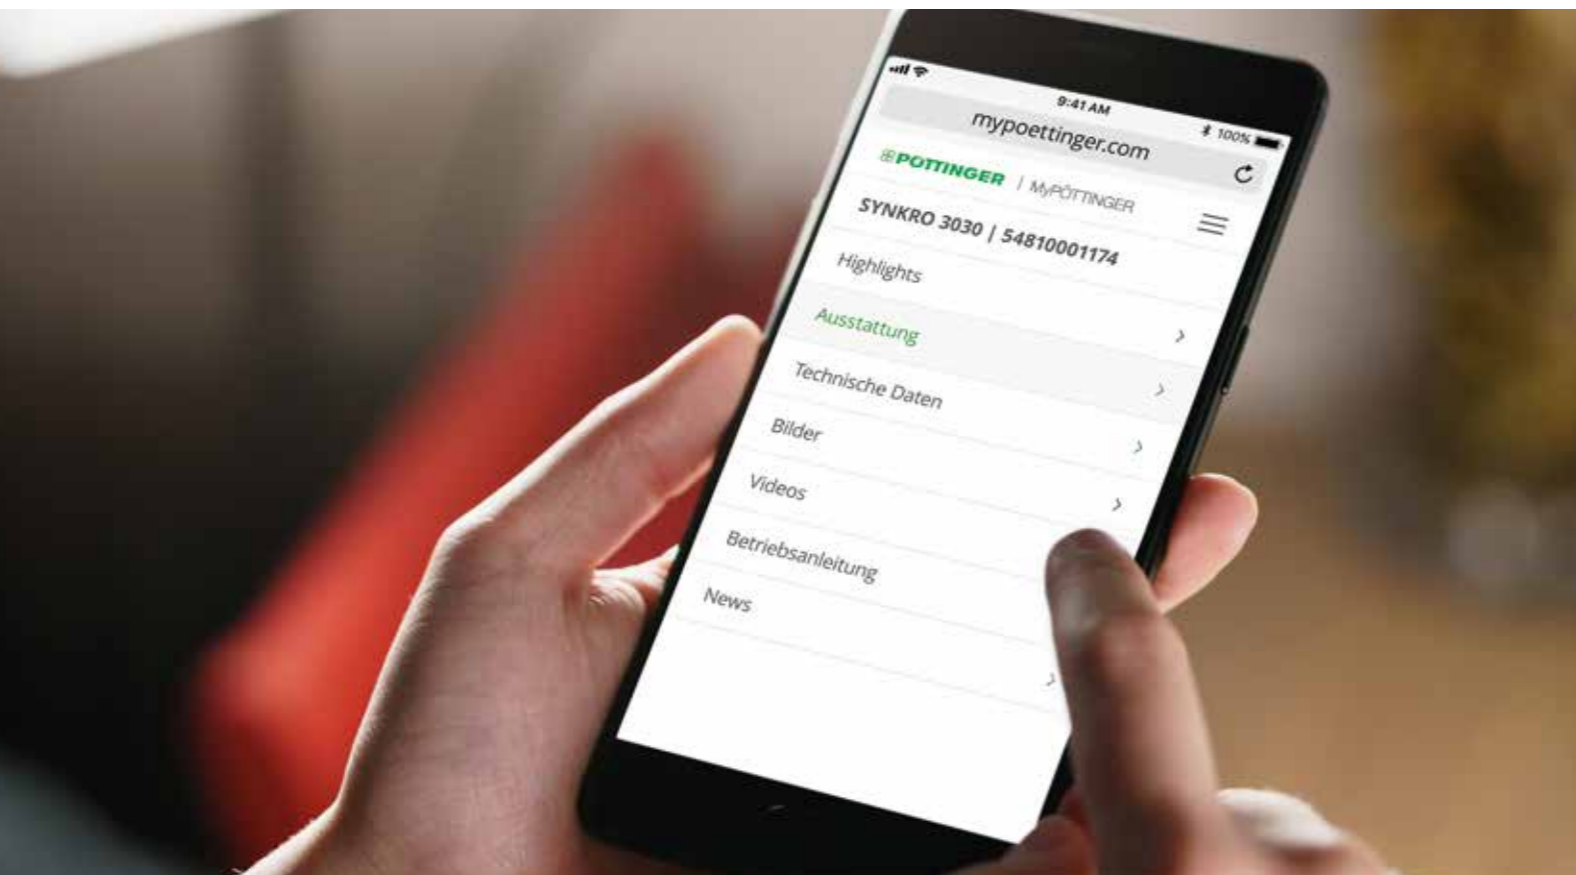 9:41 AM
100%
mypoettinger.com
PÖTTINGER | MyPÖTTINGER
SYNKRO 3030 | 54810001174
Highlights
Ausstattung
Technische Daten
Bilder
Videos
Betriebsanleitung
News